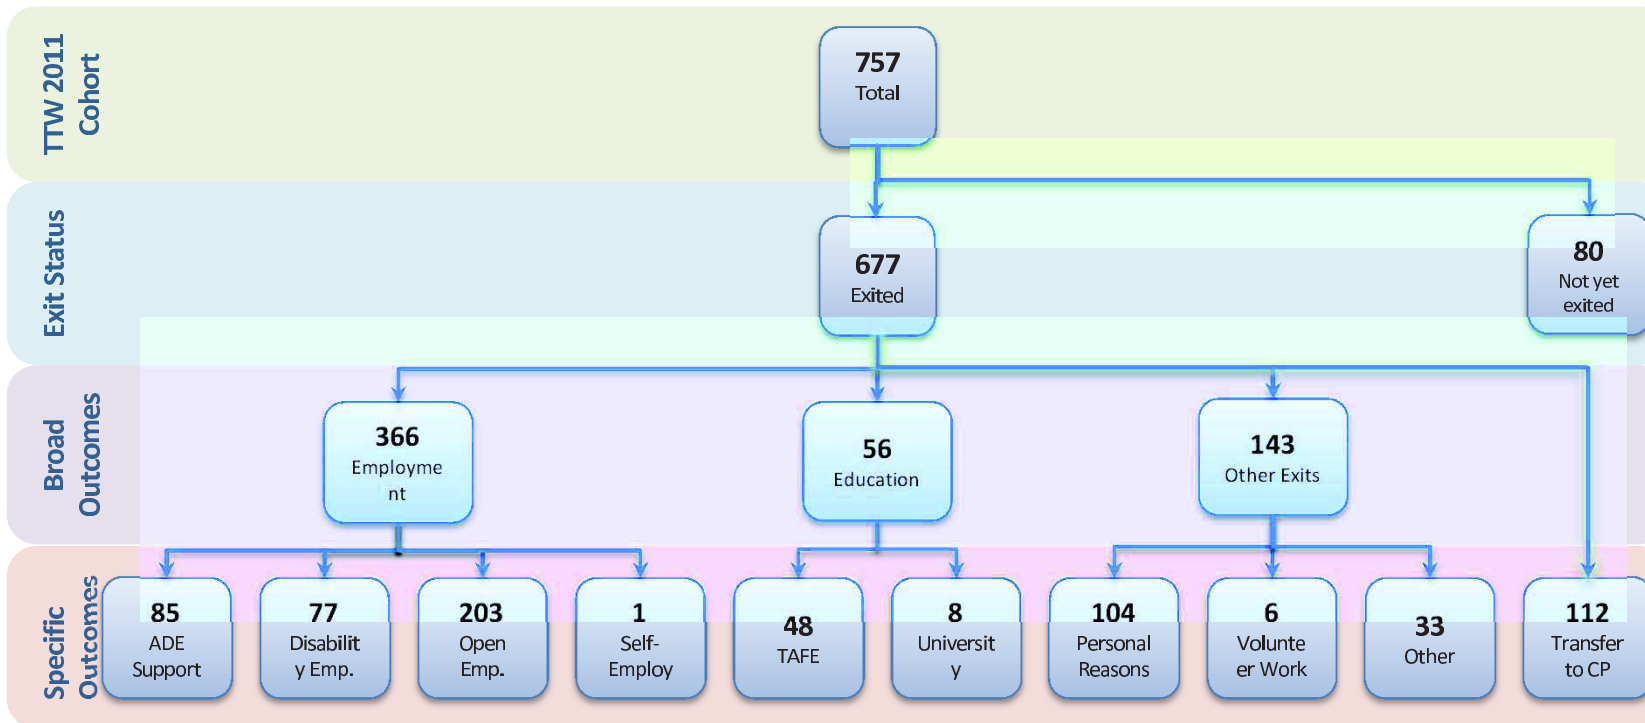 TTW 2011
Cohort
757
Total
Exit Status
677
Exited
80
Not yet
exited
Broad
Outcomes
366
Employme
nt
56
Education
143
Other Exits
Specific
Outcomes
85
ADE
Support
77
Disabilit
y Emp.
203
Open
Emp.
1
Self-
Employ
48
TAFE
8
Universit
y
104
Personal
Reasons
6
Volunte
er Work
33
Other
112
Transfer
to CP